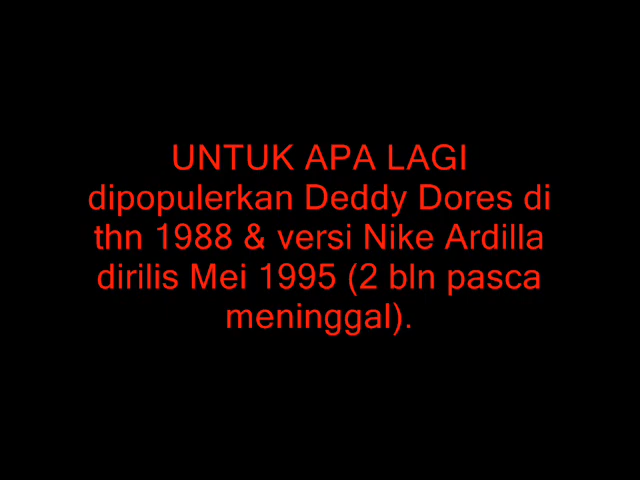 UNTUK APA LAGI
dipopulerkan Deddy Dores di
thn 1988 & versi Nike Ardilla
dirilis Mei 1995 (2 bln pasca
meninggal).